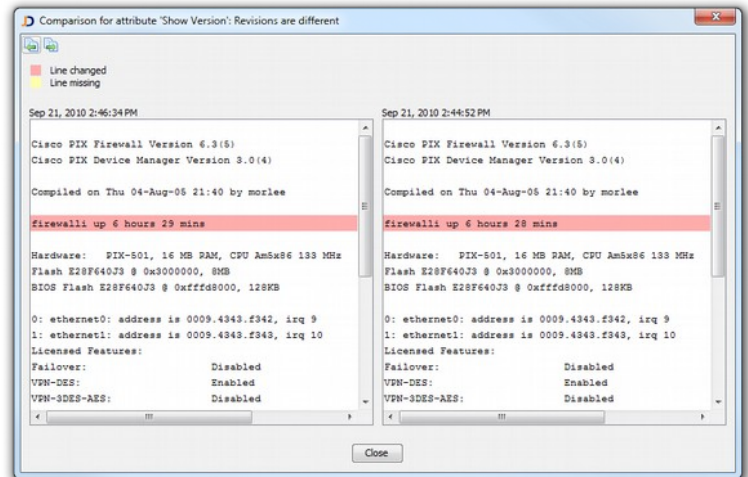 Comparison for attribute 'Show Version': Revisions are different
Line changed
Line missing
Sep 21, 2010 2:46:34 PM
Cisco PIX Firewall Version 6.3(5)
Cisco PIX Device Manager Version 3.0(4)
Compiled on Thu 04-Aug-05 21:40 by morlee
firewalli up 6 hours 29 mins
Hardware: PIX-501, 16 MB RAM, CPU Am5x86 133 MHz
Flash E28F640J3 @ 0x3000000, 8MB
BIOS Flash E28F640J3 @ 0xfffd8000, 128KB
0: ethernet0: address is 0009.4343.f342, irq 9
1: ethernet1: address is 0009.4343.f343, irq 10
Licensed Features:
Failover: Disabled
VPN-DES: Enabled
VPN-3DES-AES: Disabled
Sep 21, 2010 2:44:52 PM
Cisco PIX Firewall Version 6.3(5)
Cisco PIX Device Manager Version 3.0(4)
Compiled on Thu 04-Aug-05 21:40 by morlee
firewalli up 6 hours 28 mins
Hardware: PIX-501, 16 MB RAM, CPU Am5x86 133 MHz
Flash E28F640J3 @ 0x3000000, 8MB
BIOS Flash E28F640J3 @ 0xfffd8000, 128KB
0: ethernet0: address is 0009.4343.f342, irq 9
1: ethernet1: address is 0009.4343.f343, irq 10
Licensed Features:
Failover: Disabled
VPN-DES: Enabled
VPN-3DES-AES: Disabled
Close